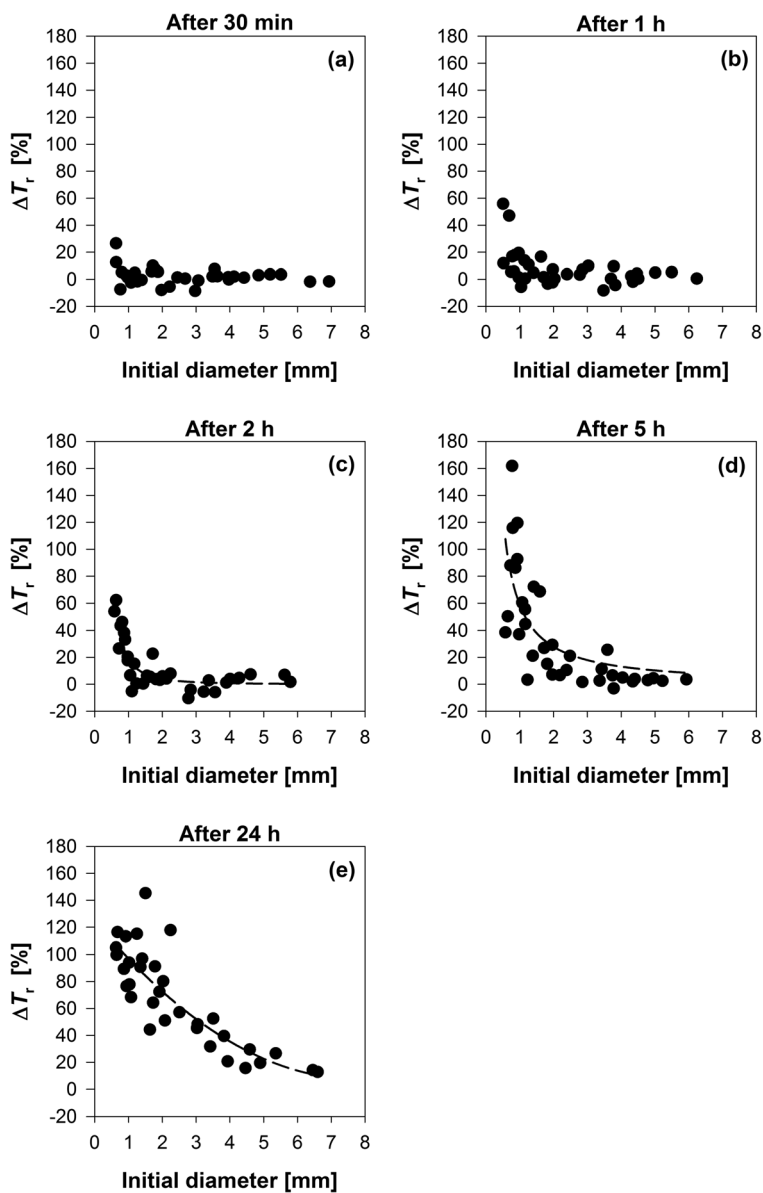 After 30 min
(a)
180
160
140
120
100
80
60
40
20
0
-20
ΔTr [%]
0 1 2 3 4 5 6 7 8
Initial diameter [mm]
After 1 h
(b)
180
160
140
120
100
80
60
40
20
0
-20
ΔTr [%]
0 1 2 3 4 5 6 7 8
Initial diameter [mm]
After 2 h
(c)
180
160
140
120
100
80
60
40
20
0
-20
ΔTr [%]
0 1 2 3 4 5 6 7 8
Initial diameter [mm]
After 5 h
(d)
180
160
140
120
100
80
60
40
20
0
-20
ΔTr [%]
0 1 2 3 4 5 6 7 8
Initial diameter [mm]
After 24 h
(e)
180
160
140
120
100
80
60
40
20
0
-20
ΔTr [%]
0 1 2 3 4 5 6 7 8
Initial diameter [mm]